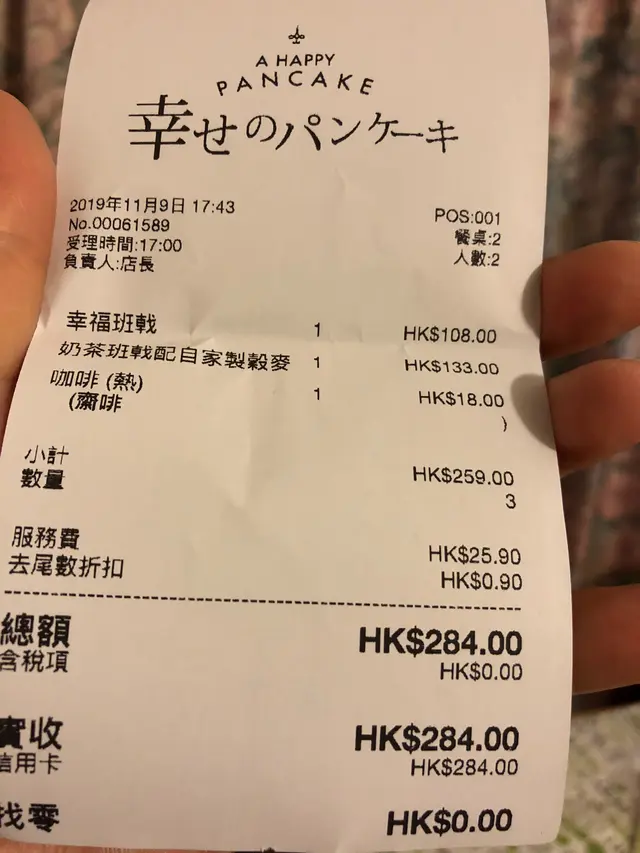 A HAPPY
PANCAKE
幸せのパンケーキ
2019年11月9日 17:43
No.00061589
受理時間:17:00
負責人:店長
POS:001
餐桌:2
人數:2
幸福班戟 1 HK$108.00
奶茶班戟配自家製穀麥 1 HK$133.00
咖啡 (熱) 1 HK$18.00
(齋啡 )
小計 HK$259.00
數量 3
服務費 HK$25.90
去尾數折扣 HK$0.90
總額 HK$284.00
含稅項 HK$0.00
實收 HK$284.00
信用卡 HK$284.00
找零 HK$0.00